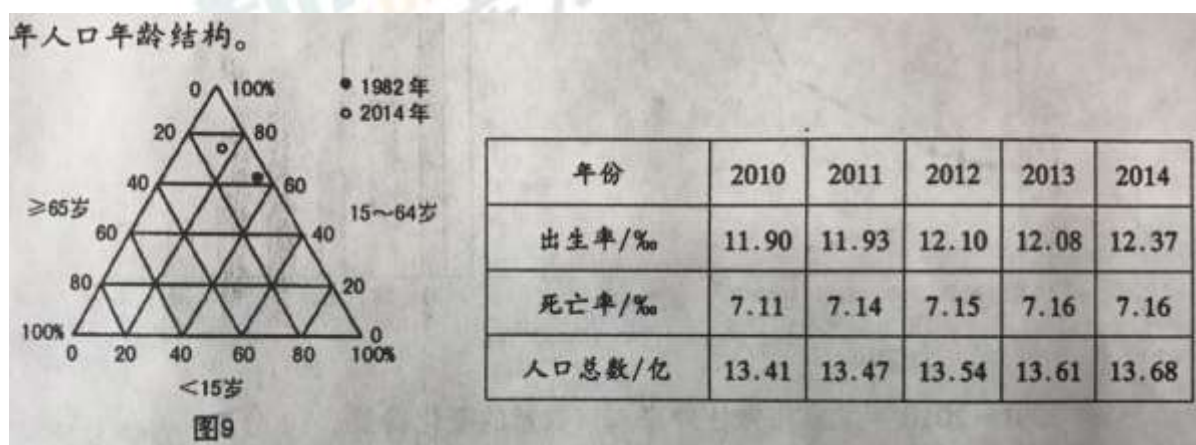 年人口年龄结构。
0 100%
● 1982年
○ 2014年
20 80
40 60
≥65岁 15～64岁
60 40
80 20
100% 0
0 20 40 60 80 100%
<15岁
图9
年份 2010 2011 2012 2013 2014
出生率/‰ 11.90 11.93 12.10 12.08 12.37
死亡率/‰ 7.11 7.14 7.15 7.16 7.16
人口总数/亿 13.41 13.47 13.54 13.61 13.68